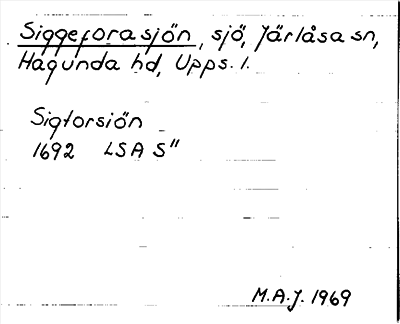 Siggeforasjön, sjö, Järlåsa sn,
Hagunda hd, Upps. l.
Sigforsiön
1692 LSA S"
M.A.J. 1969